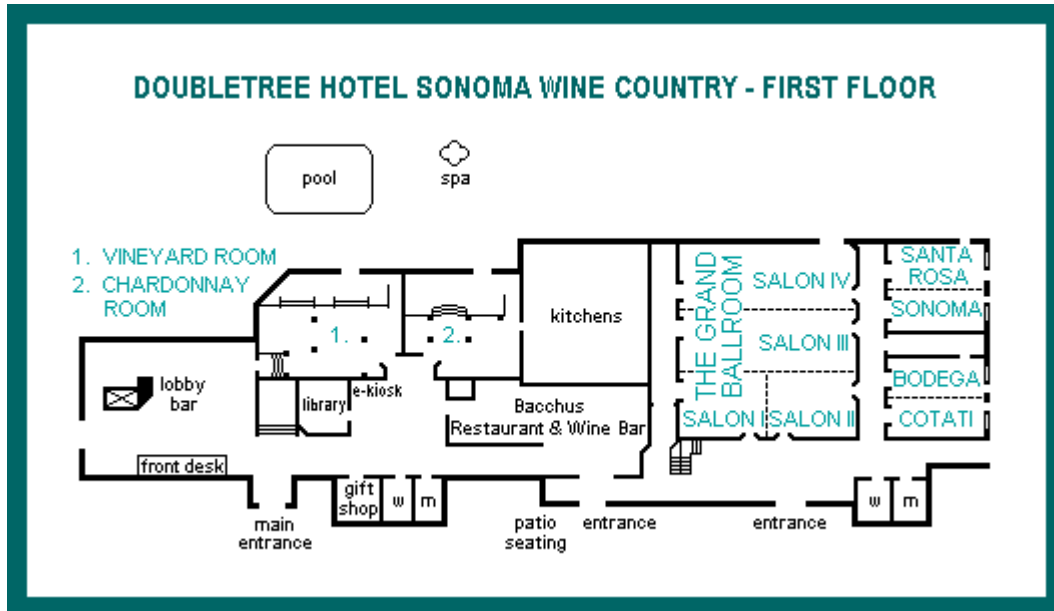 DOUBLETREE HOTEL SONOMA WINE COUNTRY - FIRST FLOOR
pool
spa
1. VINEYARD ROOM
2. CHARDONNAY
ROOM
SANTA
ROSA
SONOMA
BODEGA
COTATI
THE GRAND
BALLROOM
SALON IV
SALON III
SALON I
SALON II
kitchens
1.
2.
lobby
bar
library
e-kiosk
Bacchus
Restaurant & Wine Bar
front desk
gift
shop
w
m
w
m
main
entrance
patio
seating
entrance
entrance